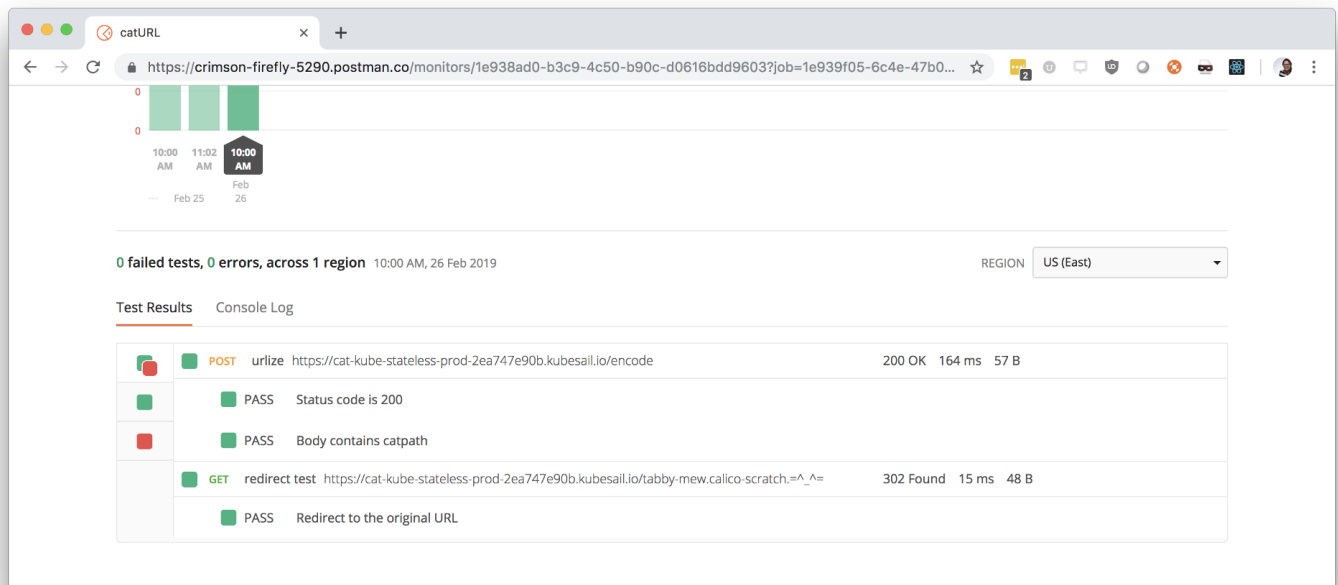 catURL
https://crimson-firefly-5290.postman.co/monitors/1e938ad0-b3c9-4c50-b90c-d0616bdd9603?job=1e939f05-6c4e-47b0...
2
0
0
10:00 AM 11:02 AM 10:00 AM
Feb 25 Feb 26
0 failed tests, 0 errors, across 1 region 10:00 AM, 26 Feb 2019 REGION US (East)
Test Results Console Log
POST urlize https://cat-kube-stateless-prod-2ea747e90b.kubesail.io/encode 200 OK 164 ms 57 B
PASS Status code is 200
PASS Body contains catpath
GET redirect test https://cat-kube-stateless-prod-2ea747e90b.kubesail.io/tabby-mew.calico-scratch.=^_^= 302 Found 15 ms 48 B
PASS Redirect to the original URL